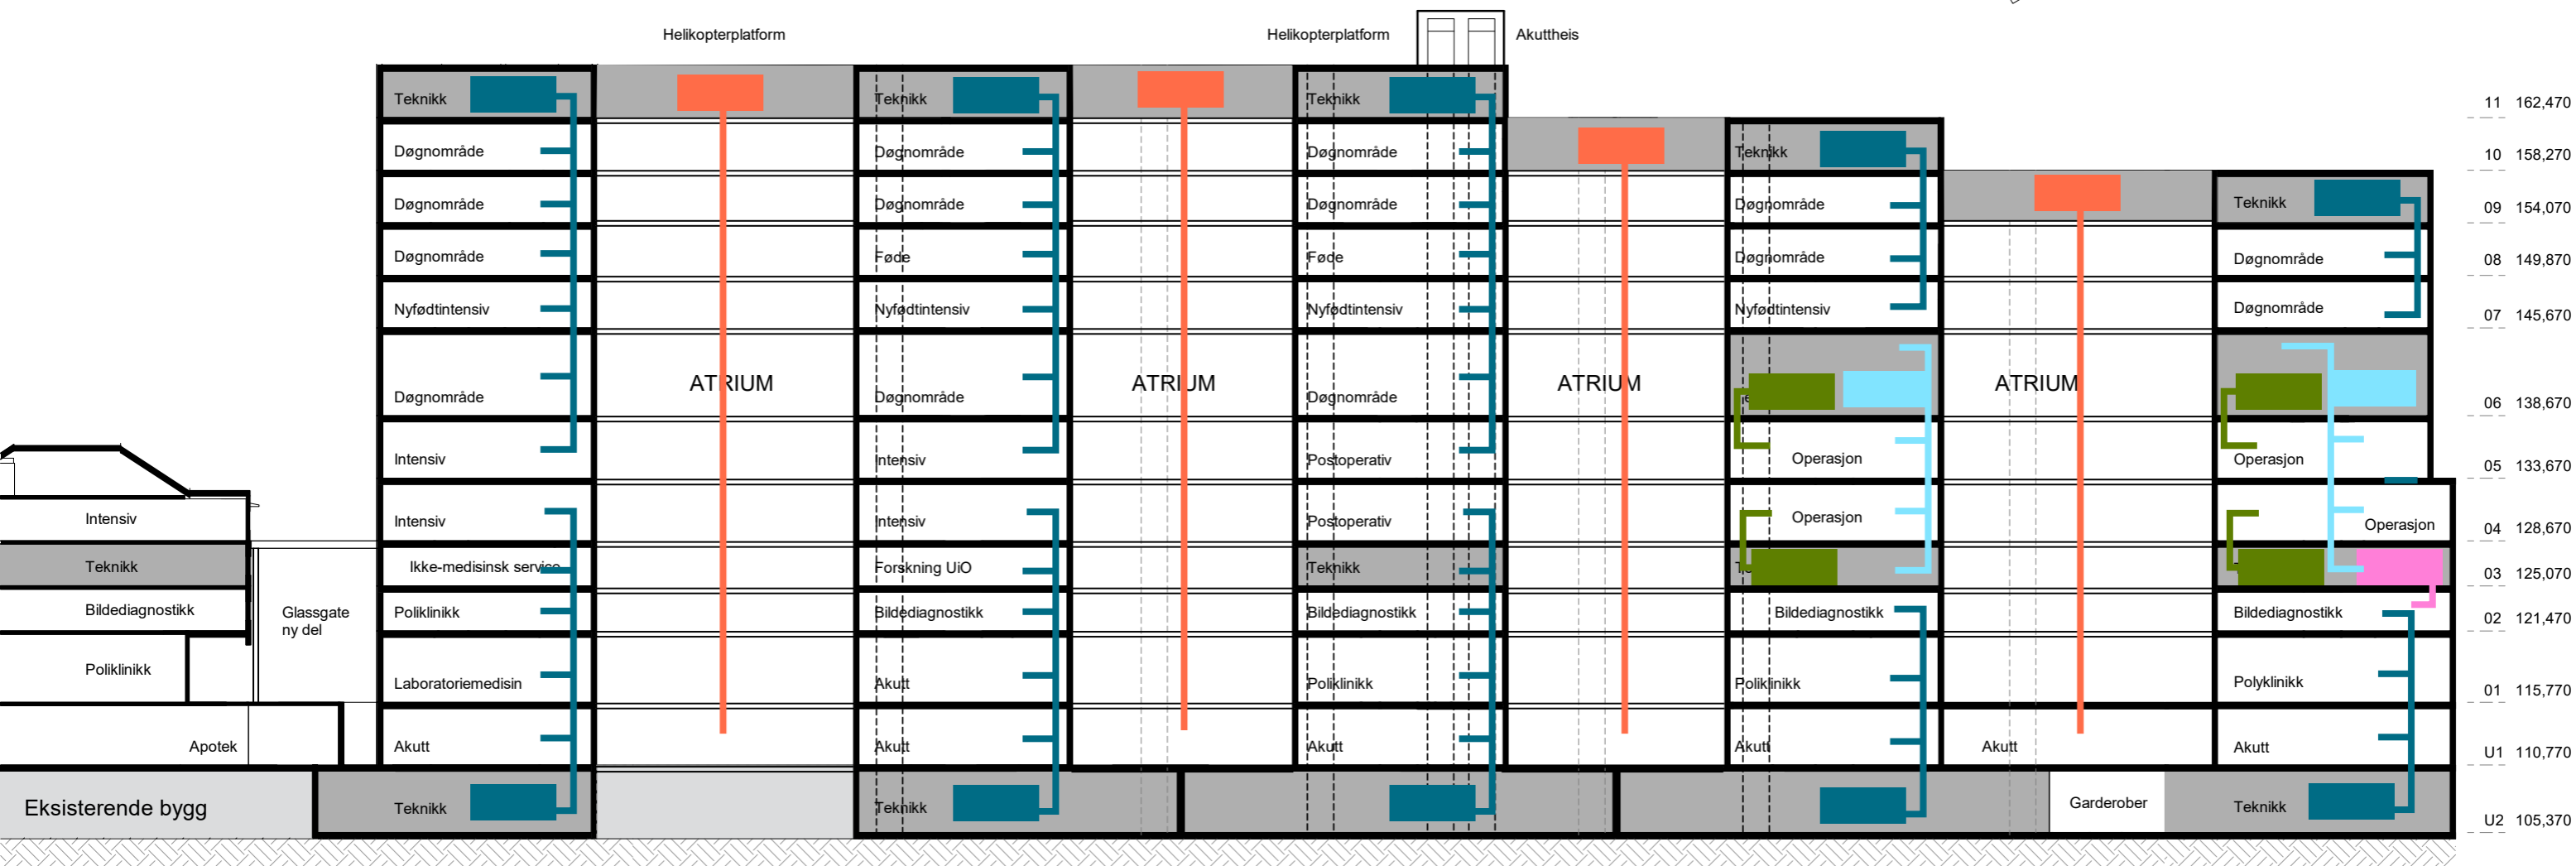 Helikopterplatform
Helikopterplatform
Akuttheis
Teknikk
Teknikk
Teknikk
11 162,470
Døgnområde
Døgnområde
Døgnområde
Teknikk
10 158,270
Døgnområde
Døgnområde
Døgnområde
Døgnområde
Teknikk
09 154,070
Døgnområde
Føde
Føde
Døgnområde
Døgnområde
08 149,870
Nyfødtintensiv
Nyfødtintensiv
Nyfødtintensiv
Nyfødtintensiv
Døgnområde
07 145,670
ATRIUM
ATRIUM
ATRIUM
ATRIUM
Døgnområde
Døgnområde
Døgnområde
06 138,670
Intensiv
Intensiv
Postoperativ
Operasjon
Operasjon
05 133,670
Intensiv
Intensiv
Intensiv
Postoperativ
Operasjon
Operasjon
04 128,670
Teknikk
Ikke-medisinsk service
Forskning UiO
Teknikk
03 125,070
Bildediagnostikk
Glassgate
ny del
Poliklinikk
Bildediagnostikk
Bildediagnostikk
Bildediagnostikk
Bildediagnostikk
02 121,470
Poliklinikk
Laboratoriemedisin
Akutt
Poliklinikk
Poliklinikk
Polyklinikk
01 115,770
Apotek
Akutt
Akutt
Akutt
Akutt
Akutt
Akutt
U1 110,770
Eksisterende bygg
Teknikk
Teknikk
Garderober
Teknikk
U2 105,370